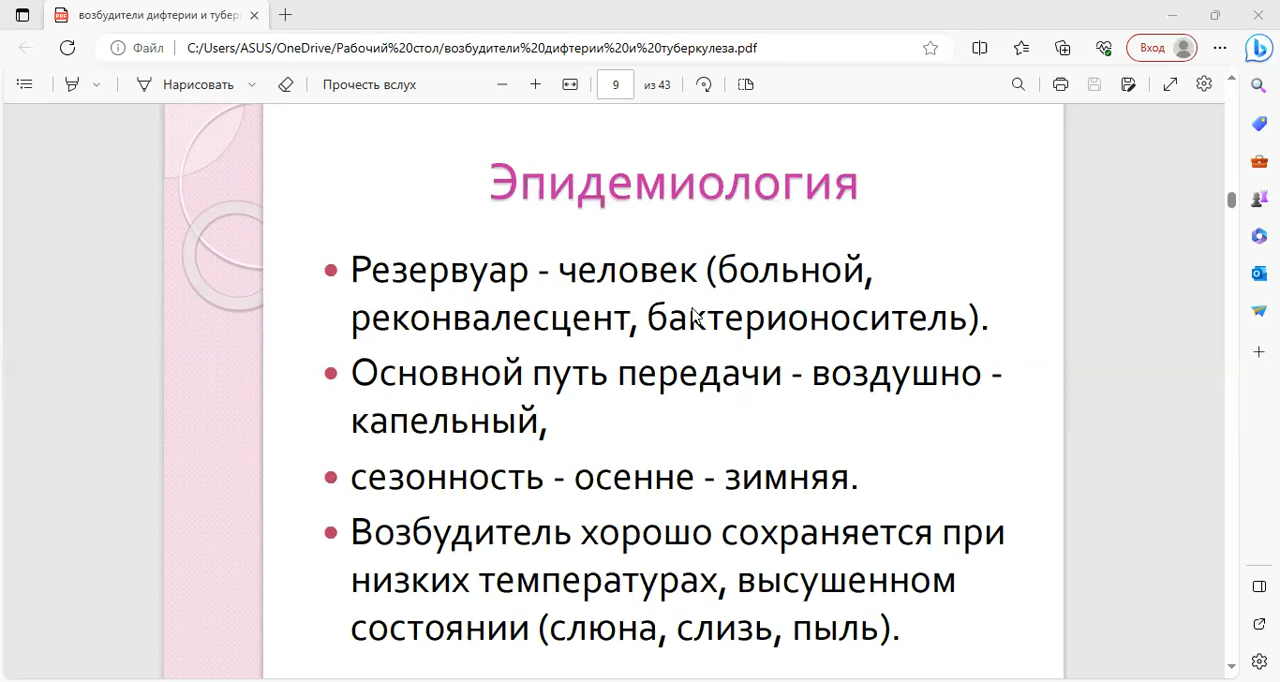 возбудители дифтерии и тубер
Файл
C:/Users/ASUS/OneDrive/Рабочий%20стол/возбудители%20дифтерии%20и%20туберкулеза.pdf
Вход
Нарисовать
Прочесть вслух
9
из 43
Эпидемиология
• Резервуар - человек (больной,
реконвалесцент, бактерионоситель).
• Основной путь передачи - воздушно -
капельный,
• сезонность - осенне - зимняя.
• Возбудитель хорошо сохраняется при
низких температурах, высушенном
состоянии (слюна, слизь, пыль).